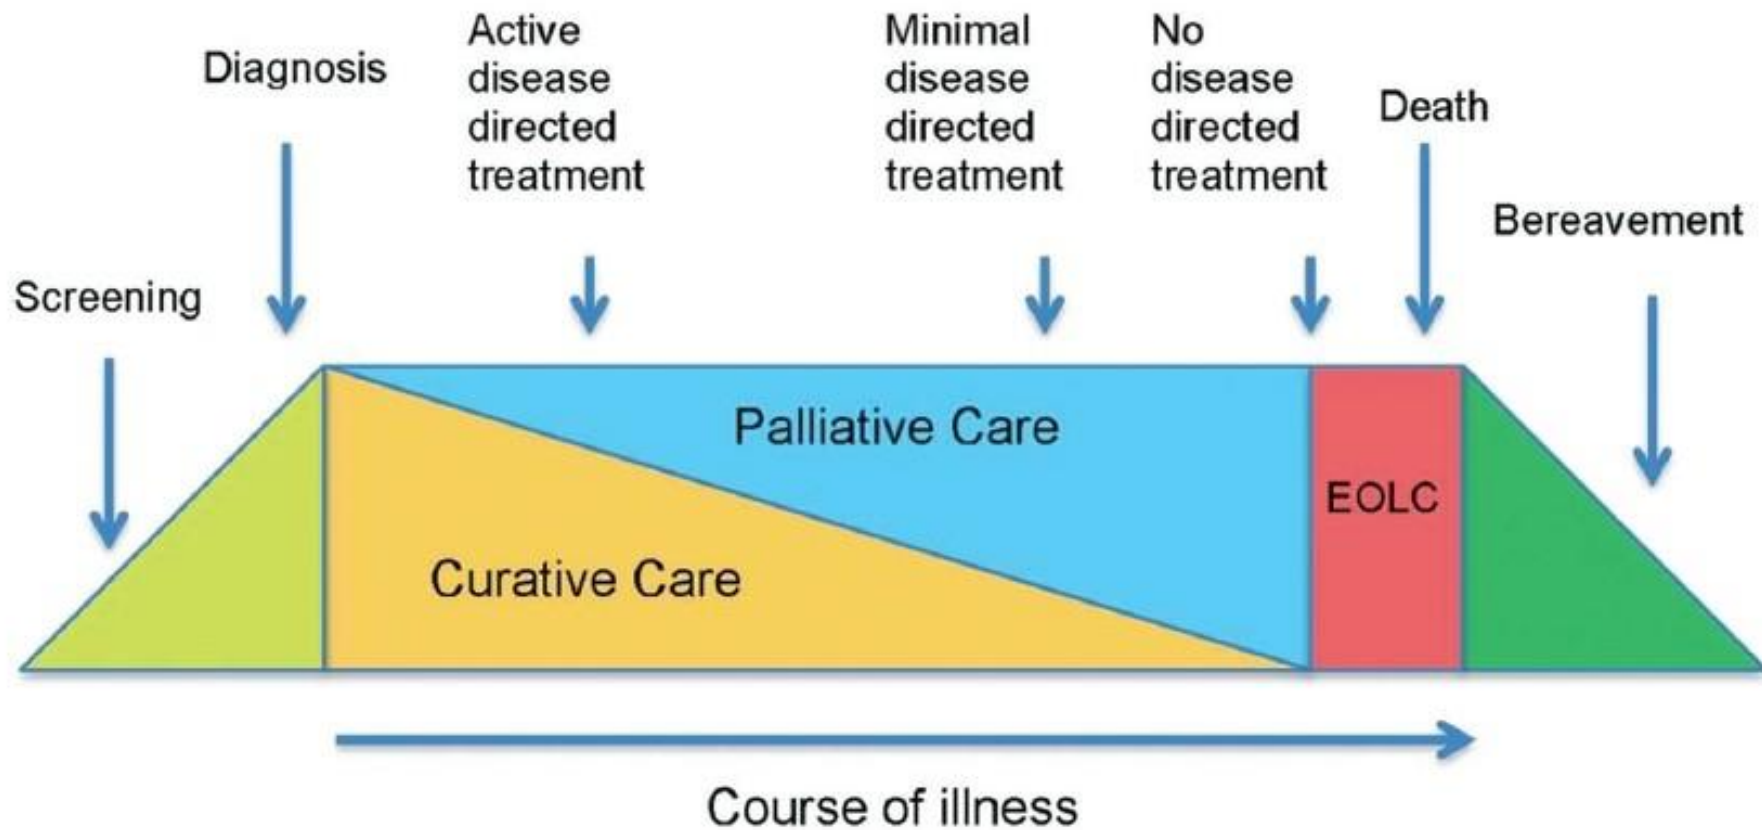 Diagnosis
Active
disease
directed
treatment
Minimal
disease
directed
treatment
No
disease
directed
treatment
Death
Bereavement
Screening
Palliative Care
EOLC
Curative Care
Course of illness